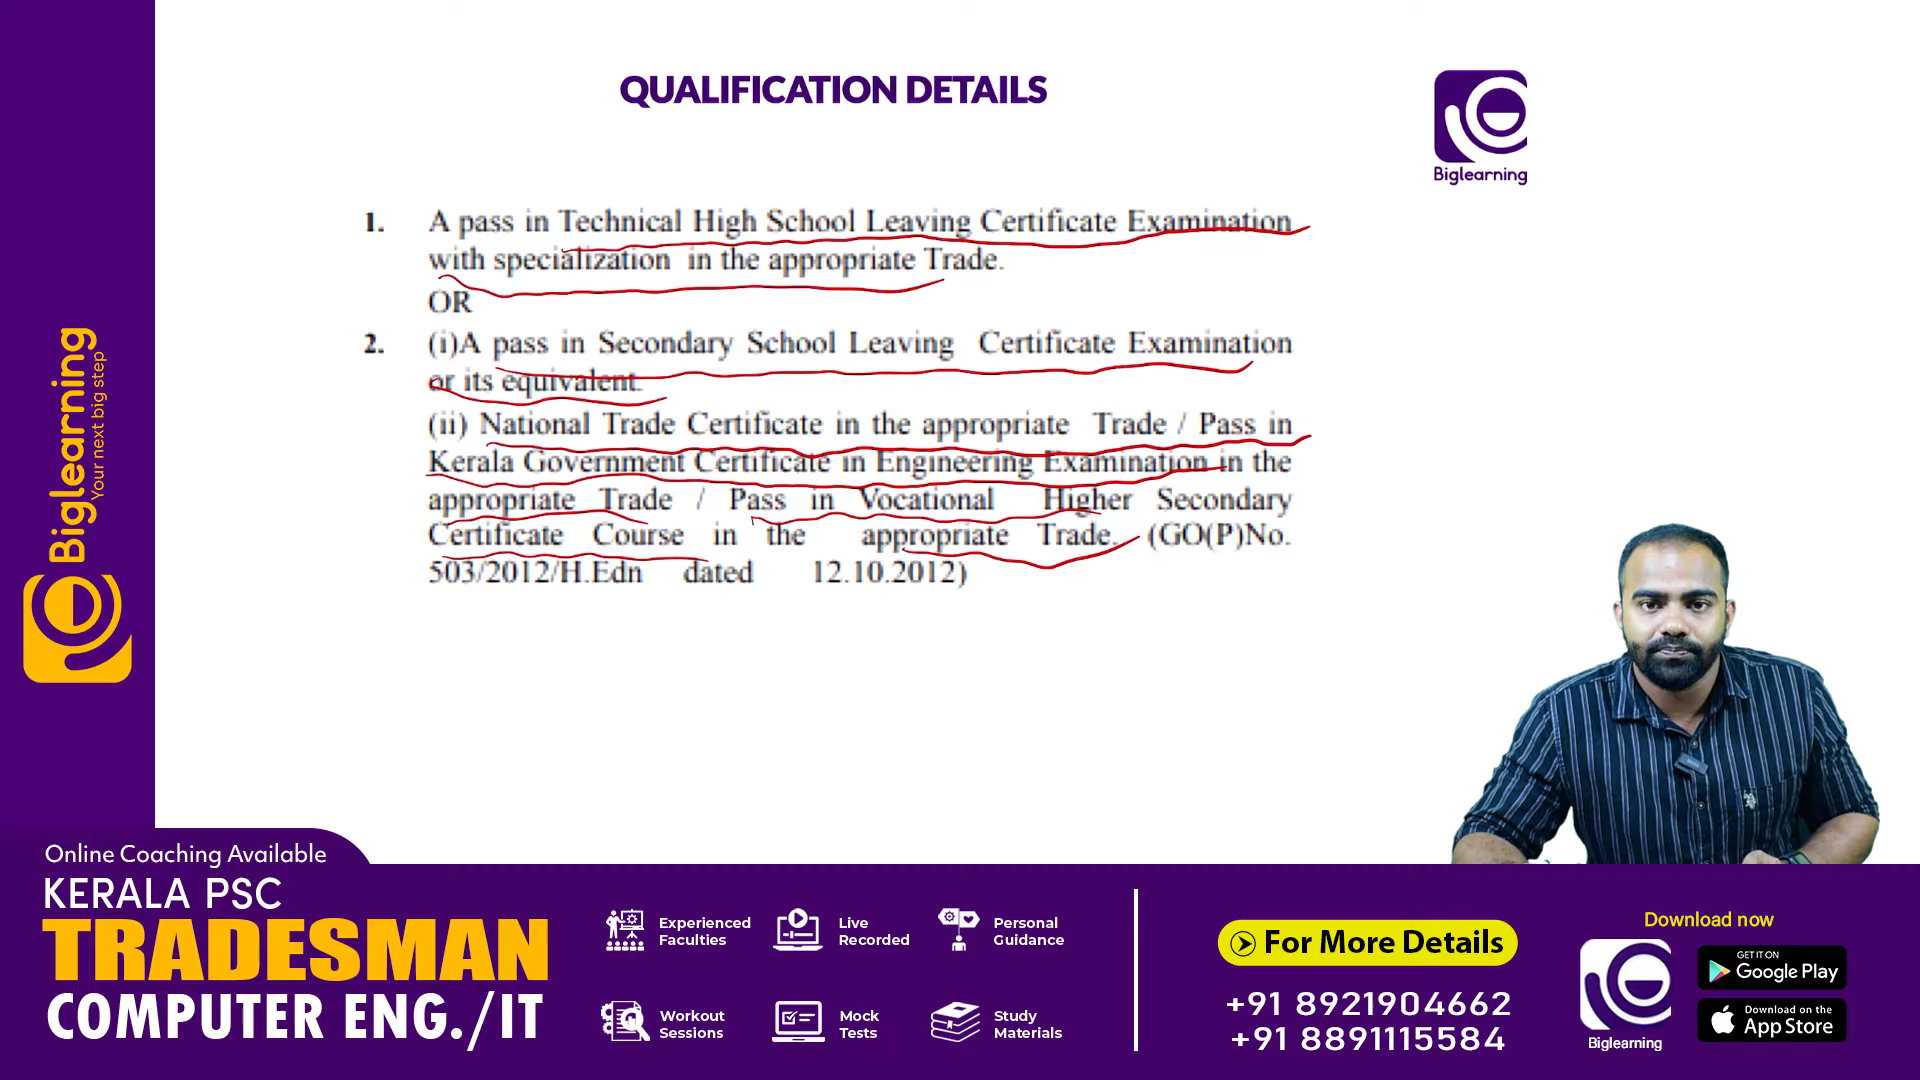 QUALIFICATION DETAILS
Biglearning
1. A pass in Technical High School Leaving Certificate Examination
with specialization in the appropriate Trade.
OR
2. (i)A pass in Secondary School Leaving Certificate Examination
or its equivalent.
(ii) National Trade Certificate in the appropriate Trade / Pass in
Kerala Government Certificate in Engineering Examination in the
appropriate Trade / Pass in Vocational Higher Secondary
Certificate Course in the appropriate Trade. (GO(P)No.
503/2012/H.Edn dated 12.10.2012)
Biglearning
Your next big step
Online Coaching Available
KERALA PSC
TRADESMAN
COMPUTER ENG./IT
Experienced
Faculties
Live
Recorded
Personal
Guidance
Workout
Sessions
Mock
Tests
Study
Materials
For More Details
+91 8921904662
+91 8891115584
Download now
Biglearning
GET IT ON
Google Play
Download on the
App Store